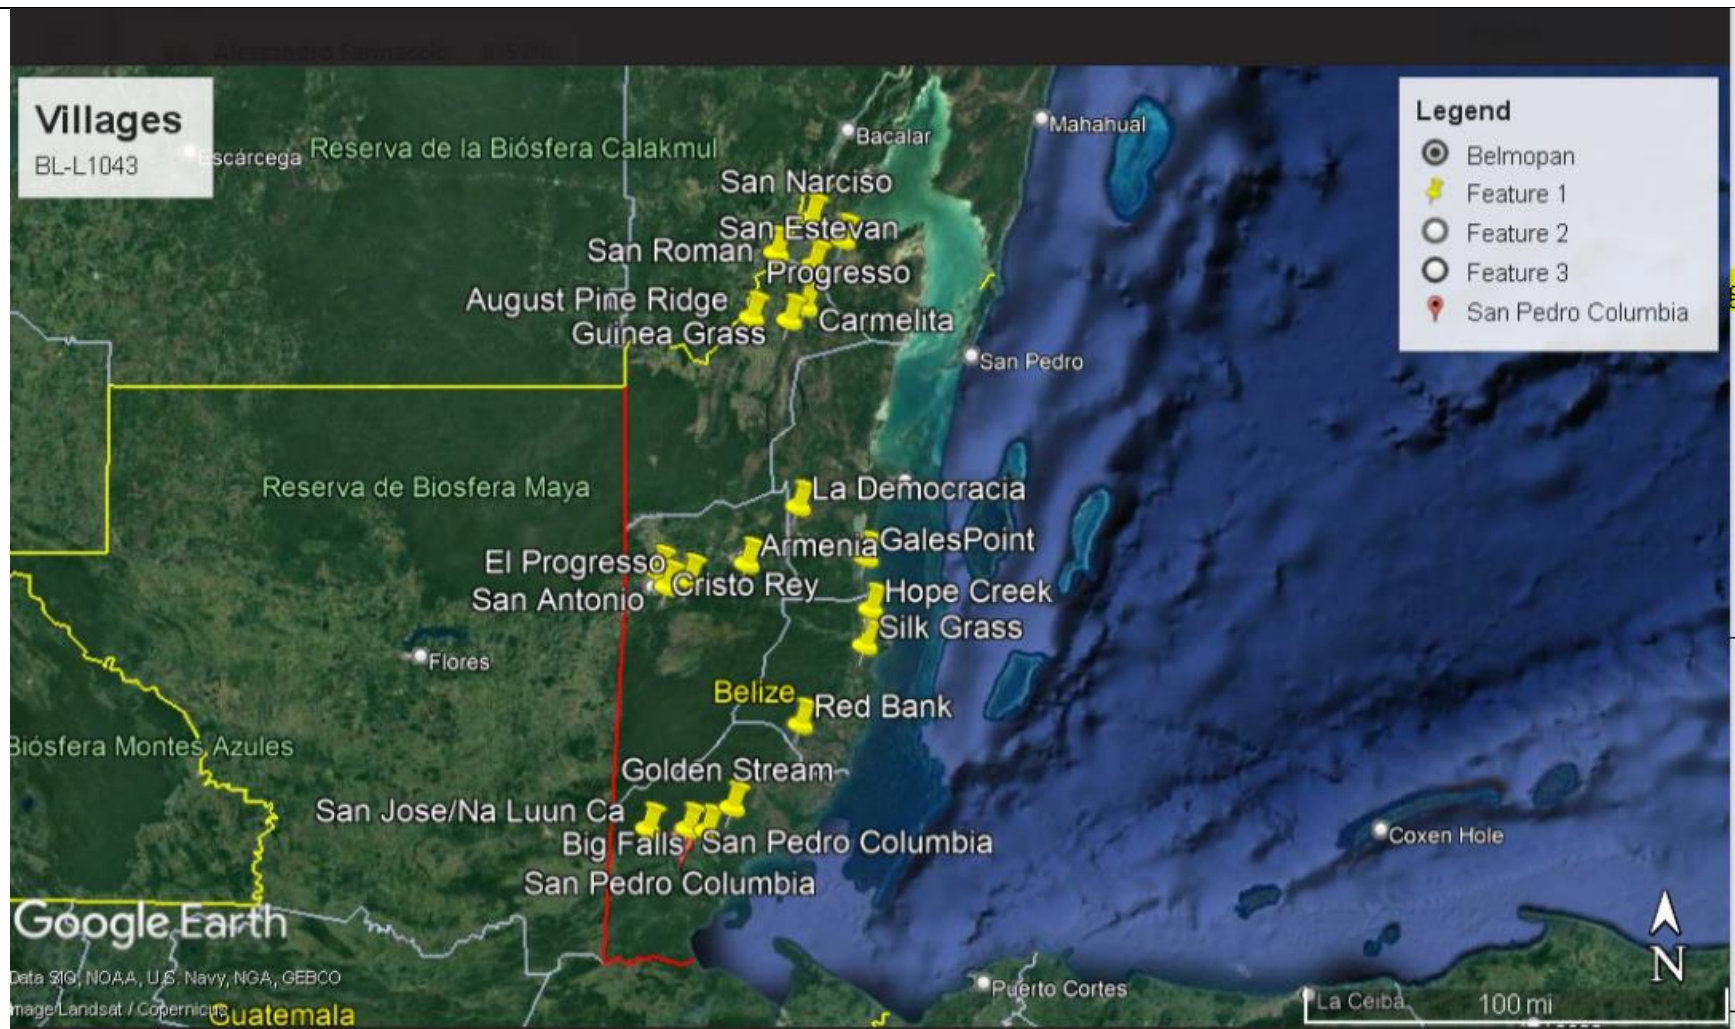 Villages
BL-L1043
Escárcega
Reserva de la Biósfera Calakmul
Bacalar
Mahahual
Legend
Belmopan
Feature 1
Feature 2
Feature 3
San Pedro Columbia
San Narciso
San Estevan
San Roman
Progresso
August Pine Ridge
Carmelita
Guinea Grass
San Pedro
Reserva de Biosfera Maya
La Democracia
GalesPoint
Armenia
El Progresso
Cristo Rey
San Antonio
Hope Creek
Silk Grass
Flores
Belize
Red Bank
Biósfera Montes Azules
Golden Stream
San Jose/Na Luun Ca
Big Falls
San Pedro Columbia
San Pedro Columbia
Coxen Hole
Google Earth
N
Data SIO, NOAA, U.S. Navy, NGA, GEBCO
Image Landsat / Copernicus
Guatemala
Puerto Cortes
La Ceiba
100 mi